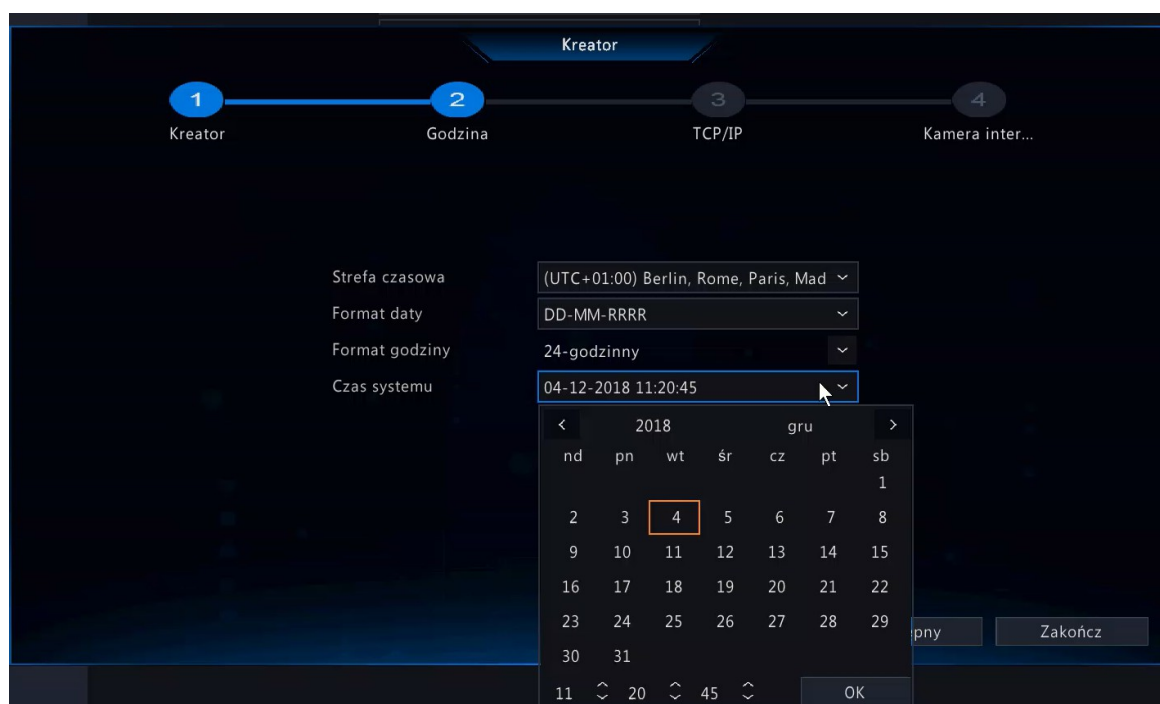 Kreator
1 2 3 4
Kreator Godzina TCP/IP Kamera inter...
Strefa czasowa (UTC+01:00) Berlin, Rome, Paris, Mad
Format daty DD-MM-RRRR
Format godziny 24-godzinny
Czas systemu 04-12-2018 11:20:45
< 2018 gru >
nd pn wt śr cz pt sb
1
2 3 4 5 6 7 8
9 10 11 12 13 14 15
16 17 18 19 20 21 22
23 24 25 26 27 28 29
pny Zakończ
30 31
11 20 45 OK